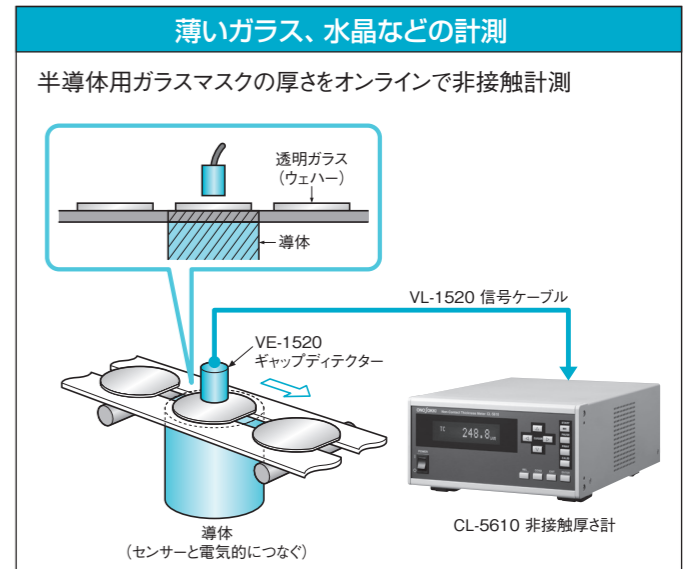 薄いガラス、水晶などの計測
半導体用ガラスマスクの厚さをオンラインで非接触計測
透明ガラス
(ウェハー)
導体
VL-1520 信号ケーブル
VE-1520
ギャップディテクター
TC 248.8
導体
(センサーと電気的につなぐ)
CL-5610 非接触厚さ計